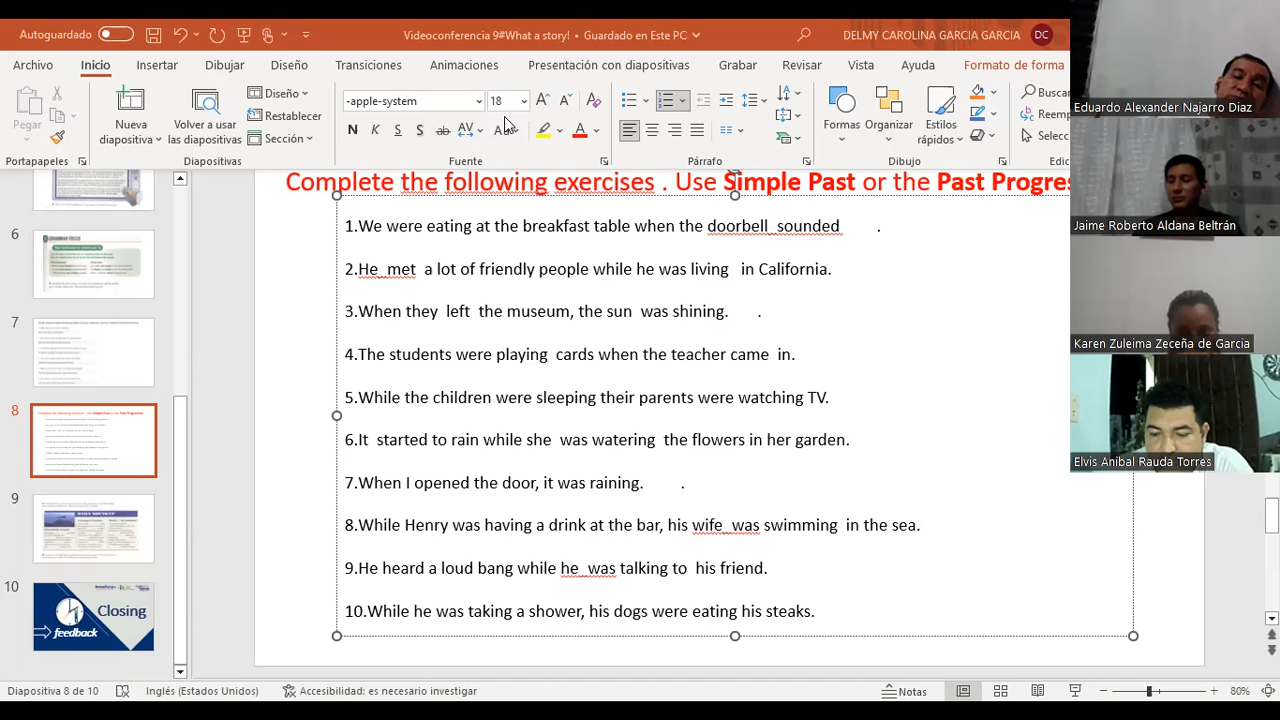 Autoguardado
Videoconferencia 9#What a story! • Guardado en Este PC
DELMY CAROLINA GARCIA GARCIA DC
Archivo Inicio Insertar Dibujar Diseño Transiciones Animaciones Presentación con diapositivas Grabar Revisar Vista Ayuda Formato de forma
Pegar
Nueva diapositiva
Volver a usar las diapositivas
Diseño
Restablecer
Sección
-apple-system 18
N K S S ab AV A A
Formas Organizar Estilos rápidos
Buscar
Reem
Selecci
Portapapeles Diapositivas Fuente Párrafo Dibujo Edici
Complete the following exercises . Use Simple Past or the Past Progres
1.We were eating at the breakfast table when the doorbell sounded .
2.He met a lot of friendly people while he was living in California.
3.When they left the museum, the sun was shining. .
4.The students were playing cards when the teacher came in.
5.While the children were sleeping their parents were watching TV.
6.It started to rain while she was watering the flowers in her garden.
7.When I opened the door, it was raining. .
8.While Henry was having a drink at the bar, his wife was swimming in the sea.
9.He heard a loud bang while he was talking to his friend.
10.While he was taking a shower, his dogs were eating his steaks.
6
7
8
9
10
Closing
feedback
Eduardo Alexander Najarro Diaz
Jaime Roberto Aldana Beltrán
Karen Zuleima Zeceña de Garcia
Elvis Anibal Rauda Torres
Diapositiva 8 de 10 Inglés (Estados Unidos) Accesibilidad: es necesario investigar Notas 80%